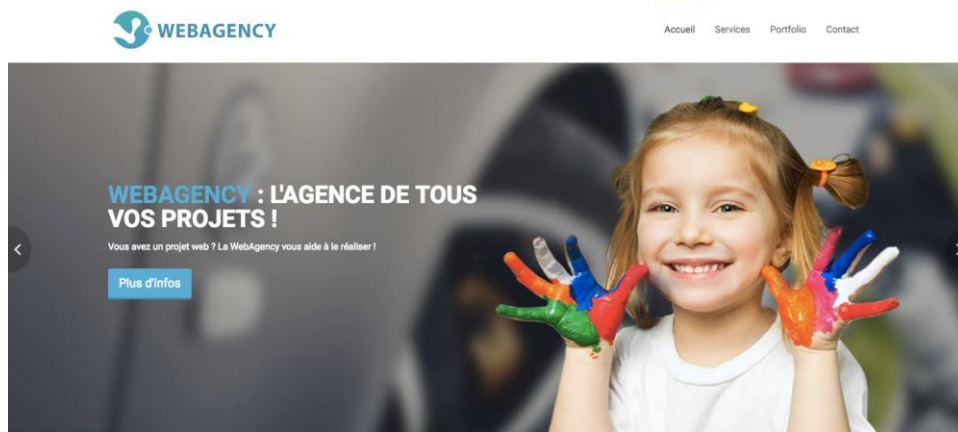 WEBAGENCY
Accueil Services Portfolio Contact
WEBAGENCY : L'AGENCE DE TOUS
VOS PROJETS !
Vous avez un projet web ? La WebAgency vous aide à le réaliser !
Plus d'infos